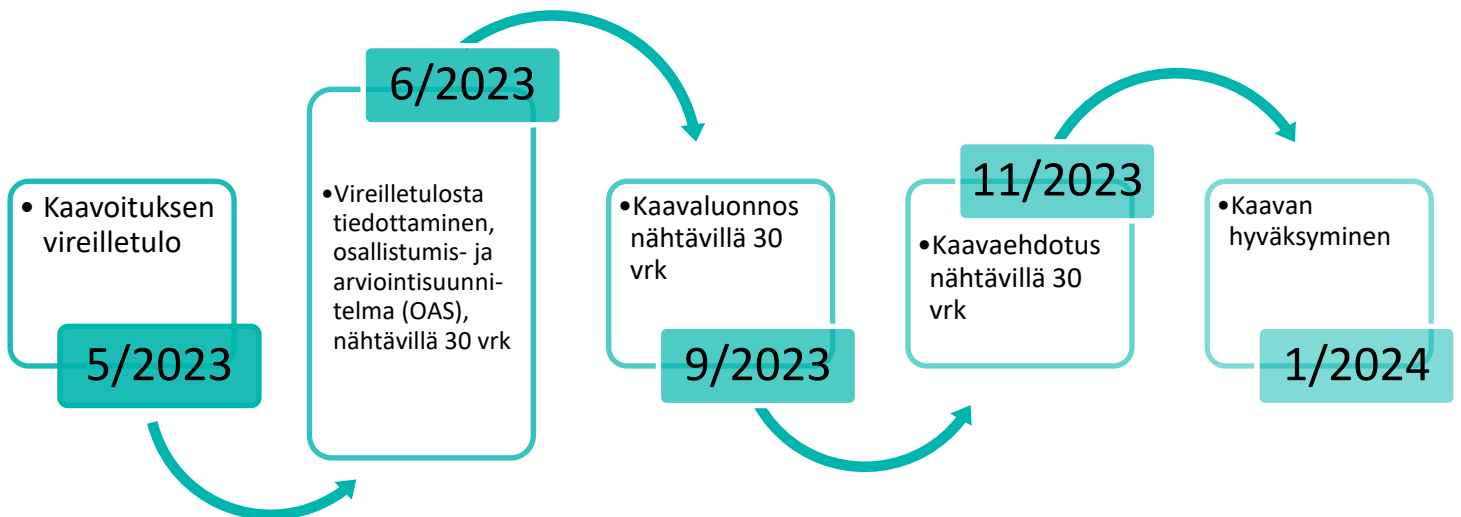 • Kaavoituksen
vireilletulo
5/2023
6/2023
•Vireilletulosta
tiedottaminen,
osallistumis- ja
arviointisuunni-
telma (OAS),
nähtävillä 30 vrk
•Kaavaluonnos
nähtävillä 30
vrk
9/2023
11/2023
•Kaavaehdotus
nähtävillä 30
vrk
•Kaavan
hyväksyminen
1/2024